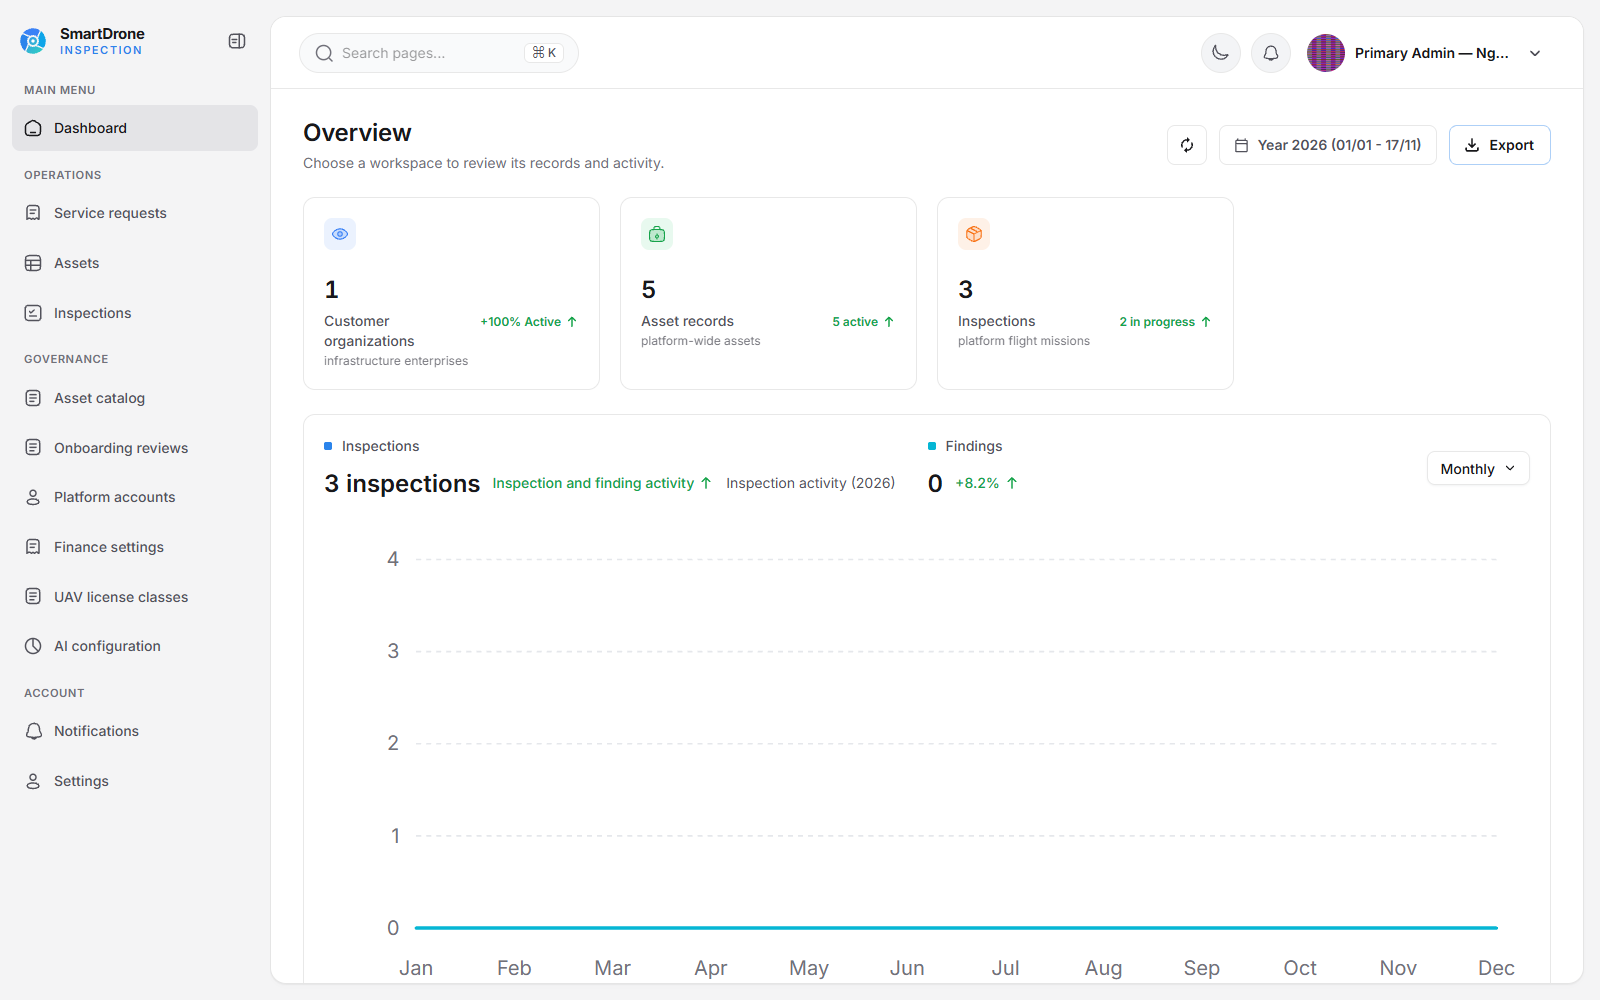 SmartDrone
INSPECTION
MAIN MENU
Dashboard
OPERATIONS
Service requests
Assets
Inspections
GOVERNANCE
Asset catalog
Onboarding reviews
Platform accounts
Finance settings
UAV license classes
AI configuration
ACCOUNT
Notifications
Settings
Search pages...
⌘ K
Primary Admin — Ng...
Overview
Choose a workspace to review its records and activity.
Year 2026 (01/01 - 17/11)
Export
1
Customer organizations
+100% Active ↑
infrastructure enterprises
5
Asset records
5 active ↑
platform-wide assets
3
Inspections
2 in progress ↑
platform flight missions
Inspections
3 inspections Inspection and finding activity ↑ Inspection activity (2026)
Findings
0 +8.2% ↑
Monthly
4
3
2
1
0
Jan Feb Mar Apr May Jun Jul Aug Sep Oct Nov Dec